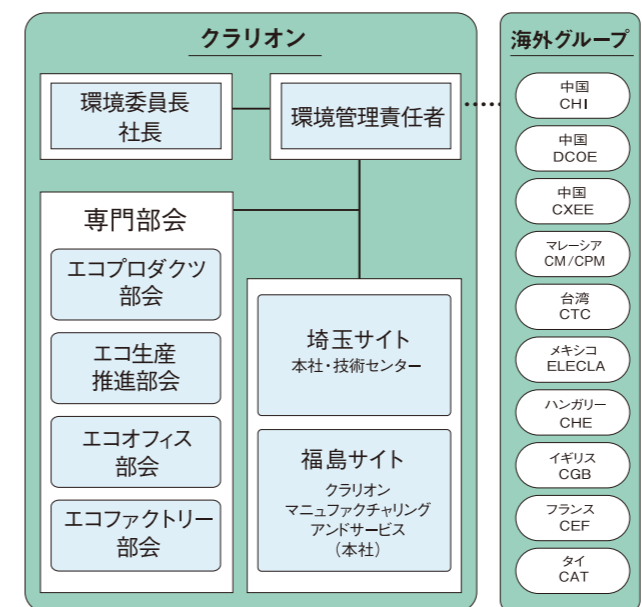 クラリオン
環境委員長
社長
環境管理責任者
専門部会
エコプロダクツ
部会
エコ生産
推進部会
エコオフィス
部会
エコファクトリー
部会
埼玉サイト
本社・技術センター
福島サイト
クラリオン
マニュファクチャリング
アンドサービス
(本社)
海外グループ
中国
CHI
中国
DCOE
中国
CXEE
マレーシア
CM/CPM
台湾
CTC
メキシコ
ELECLA
ハンガリー
CHE
イギリス
CGB
フランス
CEF
タイ
CAT